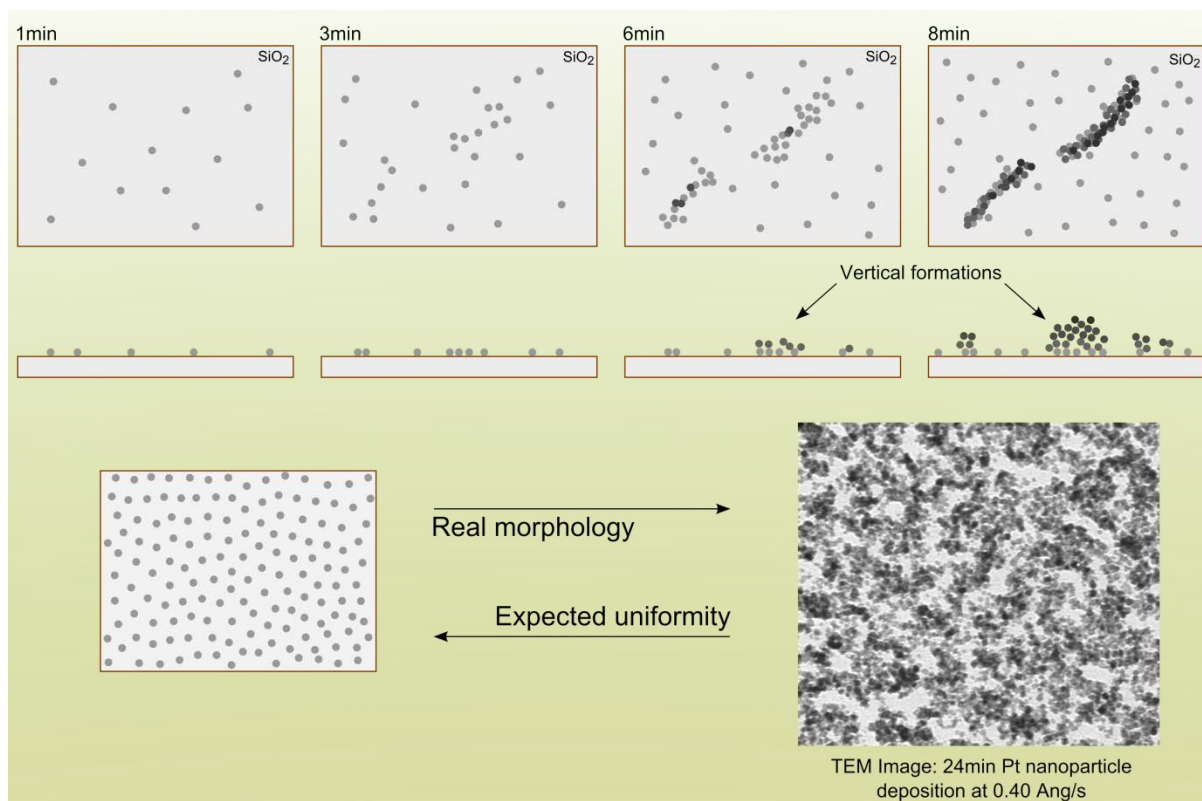 1min
3min
6min
8min
SiO₂
SiO₂
SiO₂
SiO₂
Vertical formations
Real morphology
Expected uniformity
TEM Image: 24min Pt nanoparticle
deposition at 0.40 Ang/s